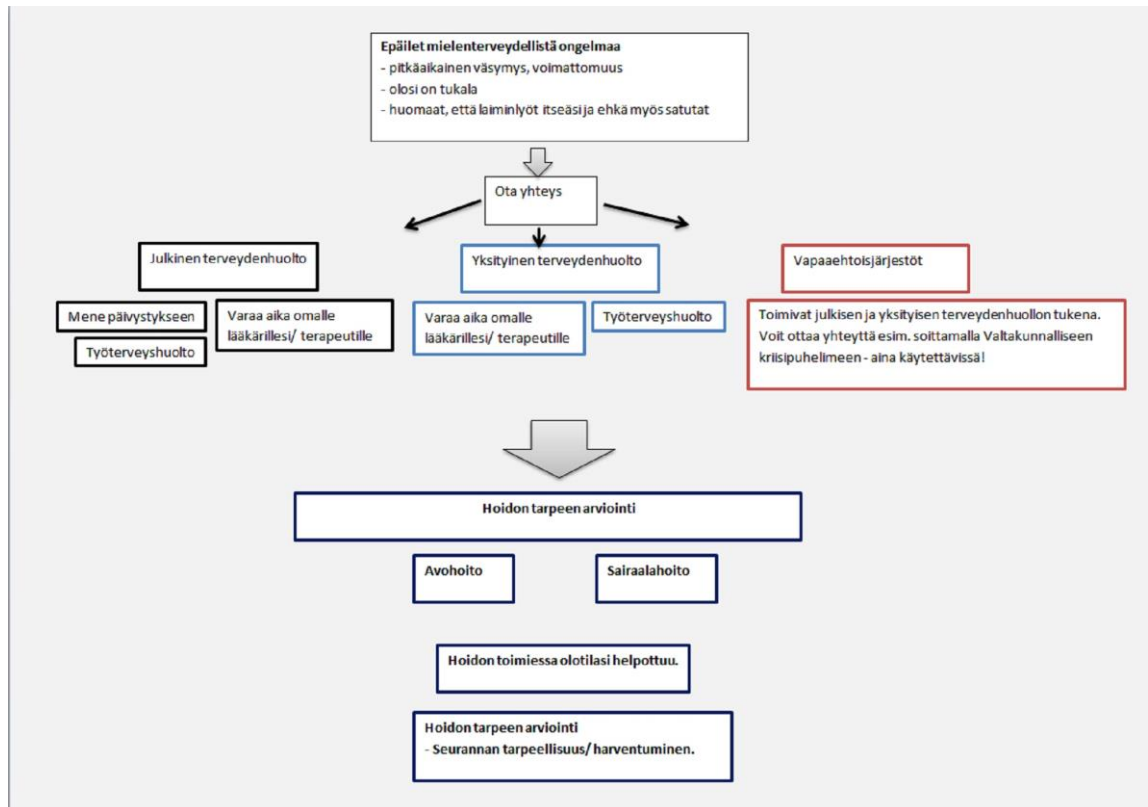 Epäilet mielenterveydellistä ongelmaa
- pitkäaikainen väsymys, voimattomuus
- olosi on tukala
- huomaat, että laiminlyöt itseäsi ja ehkä myös satutat
Ota yhteys
Julkinen terveydenhuolto
Yksityinen terveydenhuolto
Vapaaehtoisjärjestöt
Mene päivystykseen
Työterveyshuolto
Varaa aika omalle
lääkärillesi/ terapeutille
Varaa aika omalle
lääkärillesi/ terapeutille
Työterveyshuolto
Toimivat julkisen ja yksityisen terveydenhuollon tukena.
Voit ottaa yhteyttä esim. soittamalla Valtakunnalliseen
kriisipuhelimeen - aina käytettävissä!
Hoidon tarpeen arviointi
Avohoito
Sairaalahoito
Hoidon toimiessa olotilasi helpottuu.
Hoidon tarpeen arviointi
- Seurannan tarpeellisuus/ harventuminen.